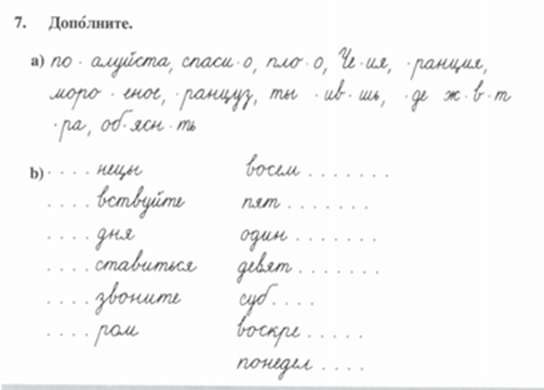 7. Допо́лните.
a) по · алуйста, спаси · о, пло · о, Че · ия, · ранция,
моро · еное, · ранцуз, ты · ив · шь, · де ж · в · т
· ра, об · ясн · ть
b) · · · · нецы восем . . . . . . .
. . . . вствуйте пят . . . . . . .
. . . . дня один . . . . . . .
. . . . ставиться девят . . . . . . .
. . . . звоните суб . . . .
. . . . ром воскре . . . . .
понедел . . . .